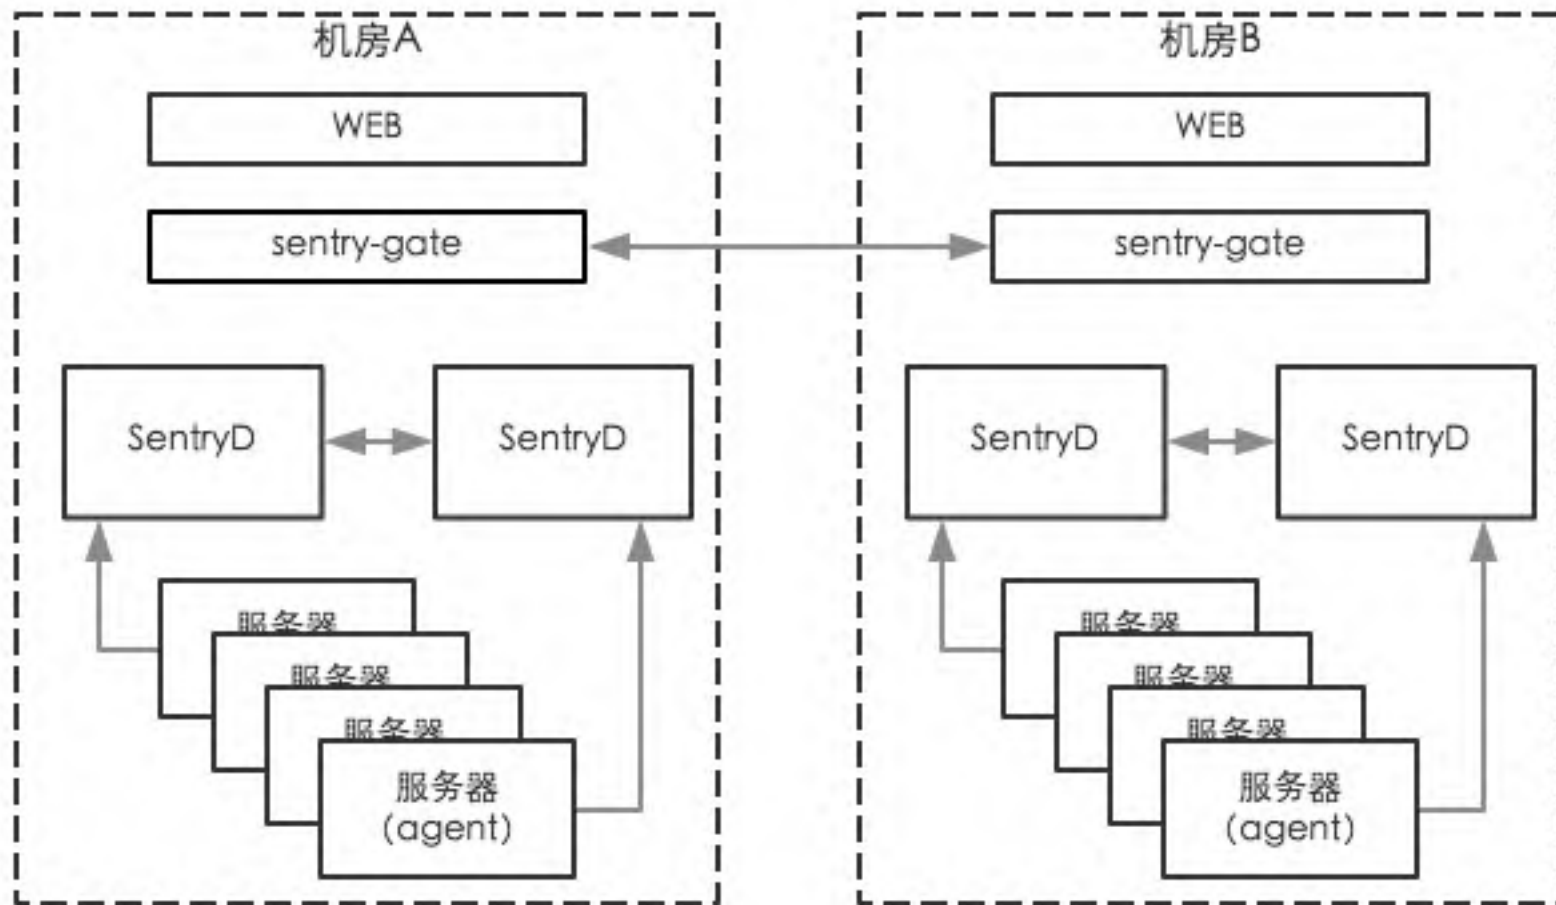 机房A
WEB
sentry-gate
SentryD
SentryD
服务器
服务器
服务器
服务器
(agent)
机房B
WEB
sentry-gate
SentryD
SentryD
服务器
服务器
服务器
服务器
(agent)